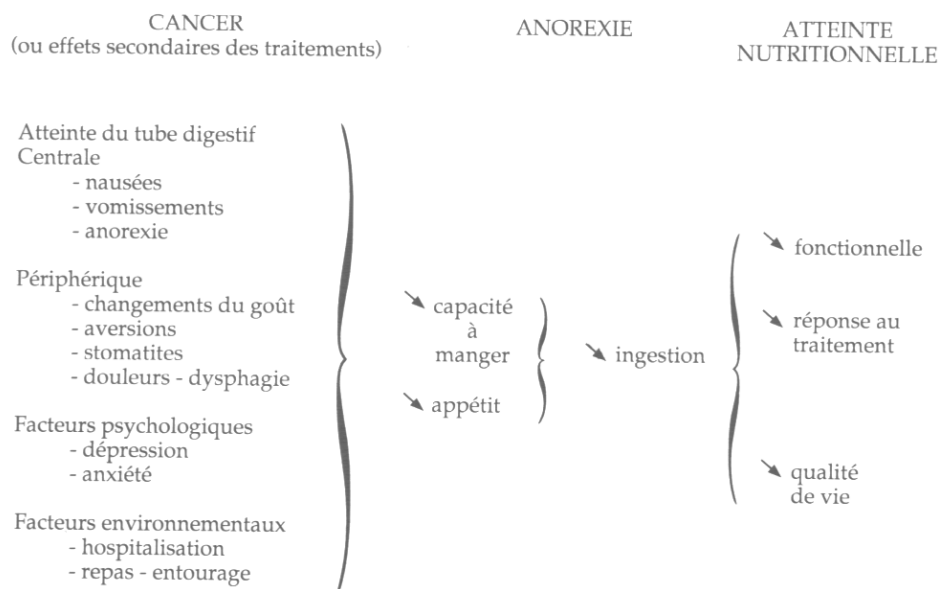 CANCER
(ou effets secondaires des traitements)
ANOREXIE
ATTEINTE
NUTRITIONNELLE
Atteinte du tube digestif
Centrale
- nausées
- vomissements
- anorexie
Périphérique
- changements du goût
- aversions
- stomatites
- douleurs - dysphagie
Facteurs psychologiques
- dépression
- anxiété
Facteurs environnementaux
- hospitalisation
- repas - entourage
↘ capacité
à
manger
↘ appétit
↘ ingestion
↘ fonctionnelle
↘ réponse au
traitement
↘ qualité
de vie